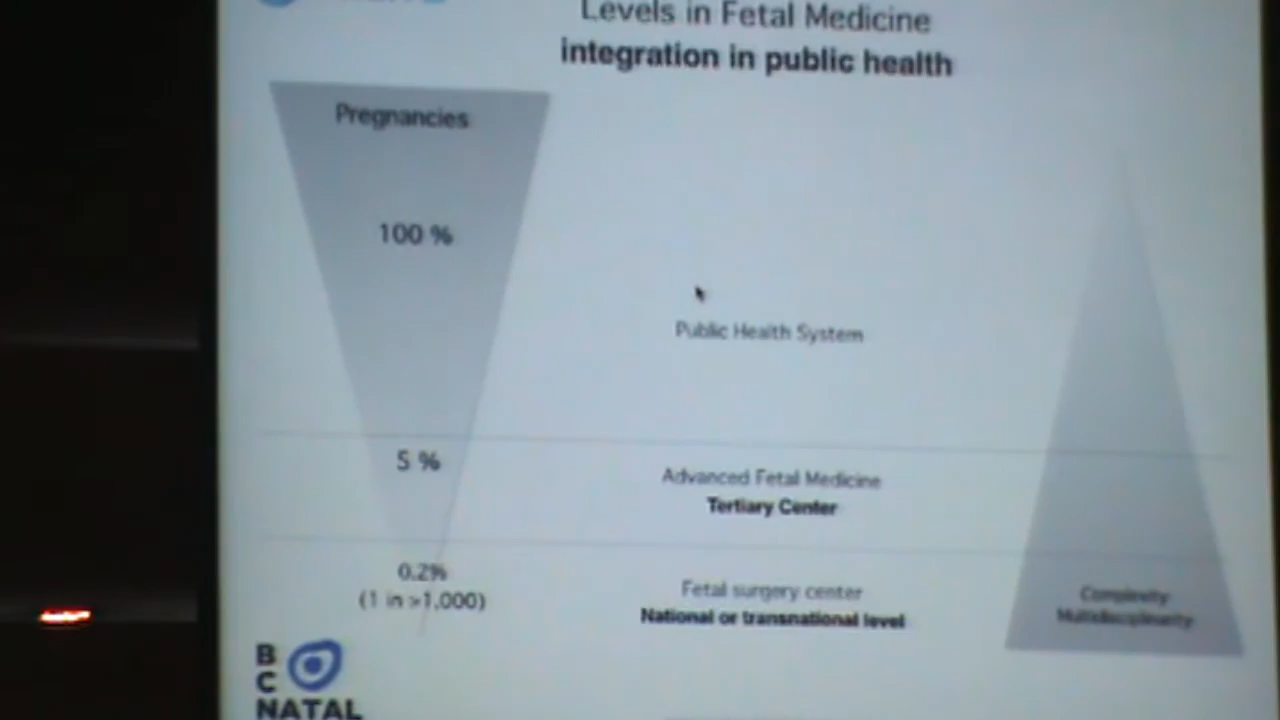 Levels in Fetal Medicine
integration in public health
Pregnancies
100 %
Public Health System
5 %
Advanced Fetal Medicine
Tertiary Center
0.2%
(1 in >1,000)
Fetal surgery center
National or transnational level
Complexity
Multidisciplinarity
B
C
NATAL